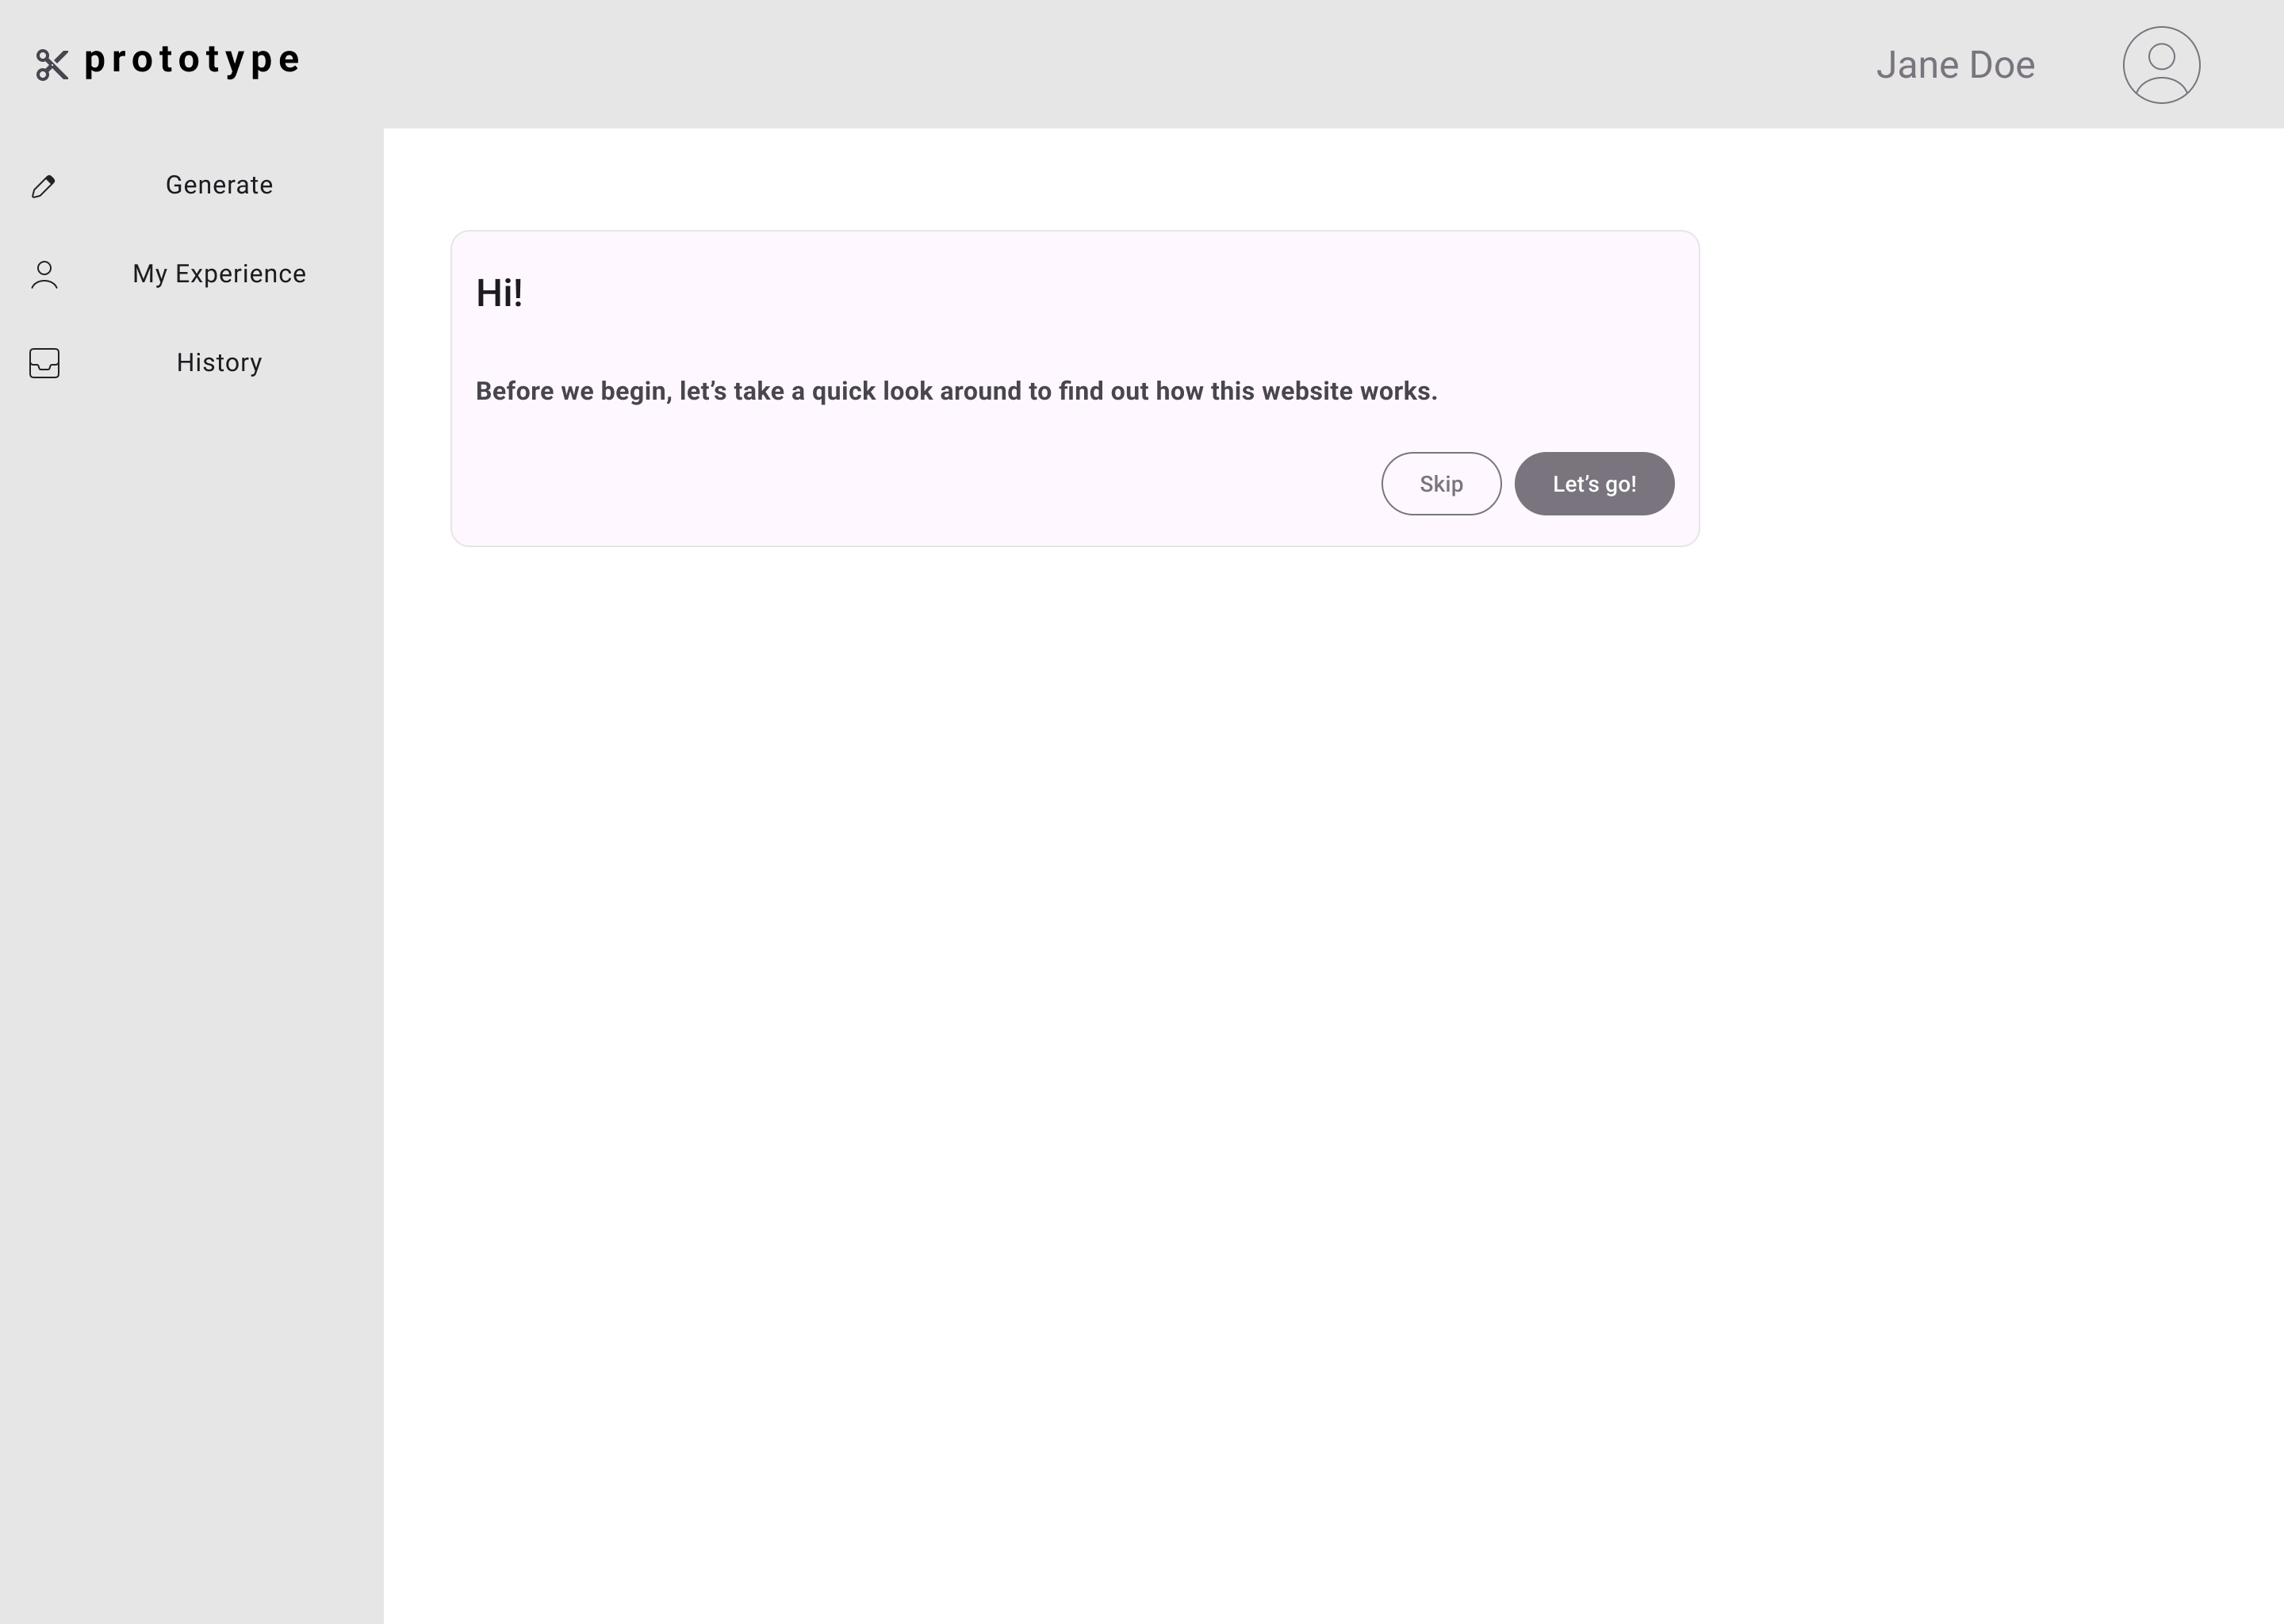 prototype
Jane Doe
Generate
My Experience
History
Hi!
Before we begin, let’s take a quick look around to find out how this website works.
Skip
Let’s go!